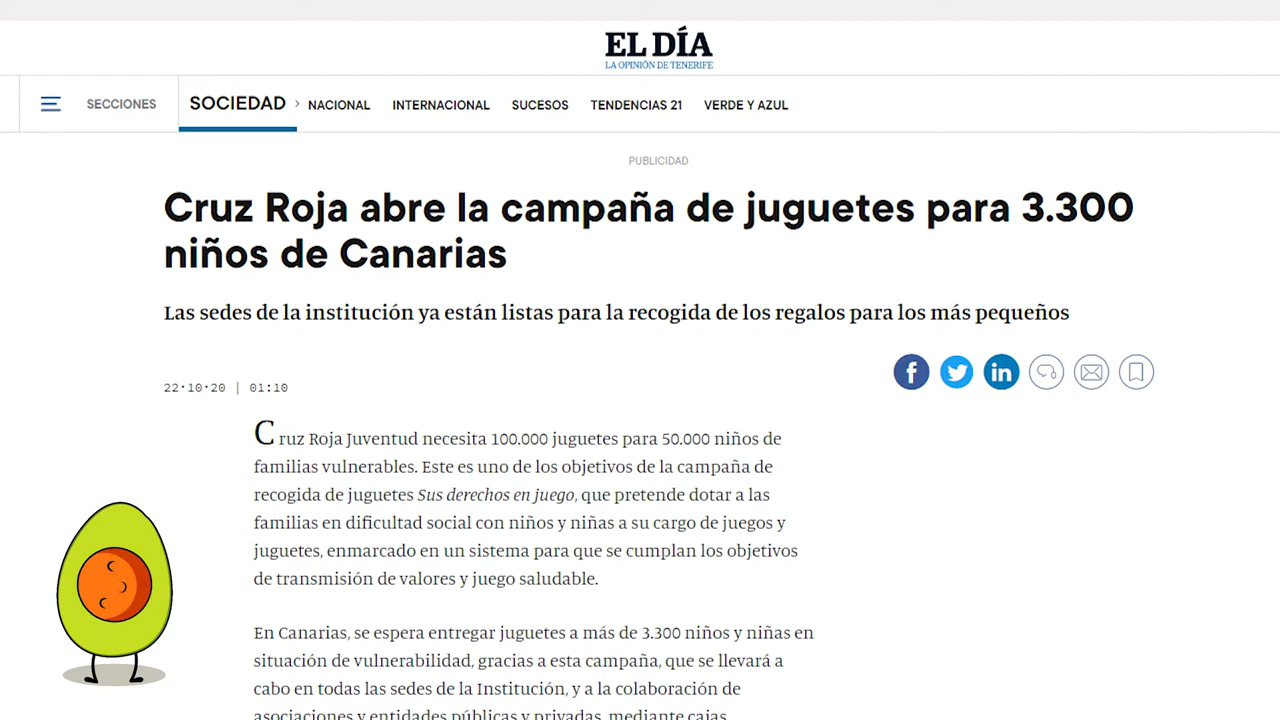 EL DÍA
LA OPINIÓN DE TENERIFE
SECCIONES
SOCIEDAD › NACIONAL INTERNACIONAL SUCESOS TENDENCIAS 21 VERDE Y AZUL
PUBLICIDAD
Cruz Roja abre la campaña de juguetes para 3.300
niños de Canarias
Las sedes de la institución ya están listas para la recogida de los regalos para los más pequeños
22·10·20 | 01:10
Cruz Roja Juventud necesita 100.000 juguetes para 50.000 niños de
familias vulnerables. Este es uno de los objetivos de la campaña de
recogida de juguetes Sus derechos en juego, que pretende dotar a las
familias en dificultad social con niños y niñas a su cargo de juegos y
juguetes, enmarcado en un sistema para que se cumplan los objetivos
de transmisión de valores y juego saludable.
En Canarias, se espera entregar juguetes a más de 3.300 niños y niñas en
situación de vulnerabilidad, gracias a esta campaña, que se llevará a
cabo en todas las sedes de la Institución, y a la colaboración de
asociaciones y entidades públicas y privadas, mediante cajas